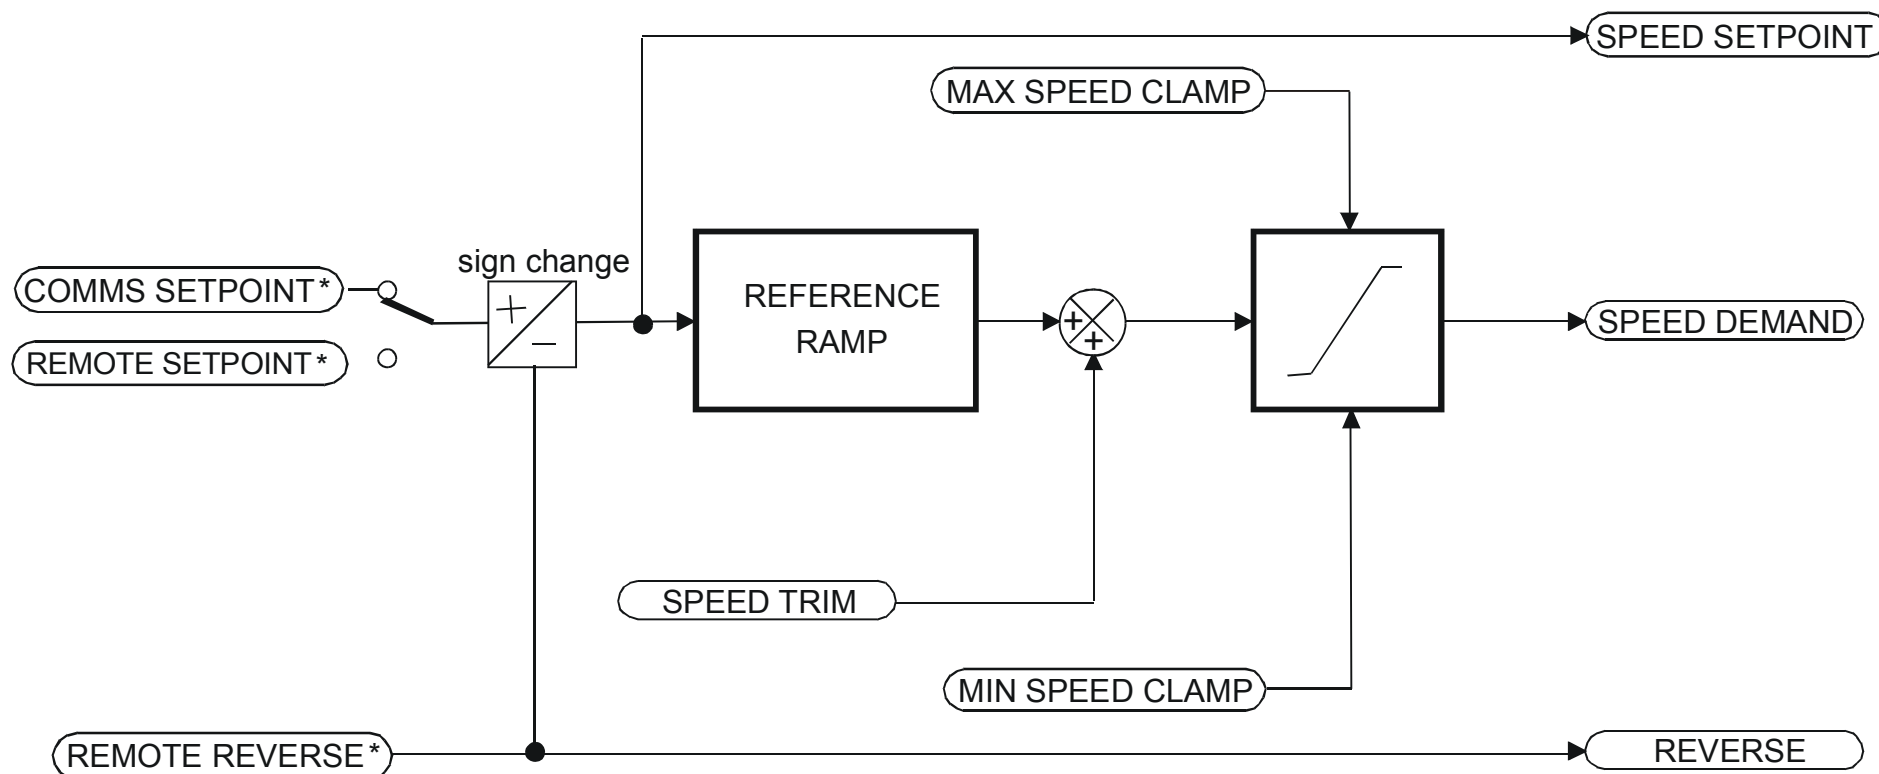 SPEED SETPOINT
MAX SPEED CLAMP
sign change
COMMS SETPOINT*
+
−
REFERENCE
RAMP
+
+
SPEED DEMAND
REMOTE SETPOINT*
SPEED TRIM
MIN SPEED CLAMP
REMOTE REVERSE*
REVERSE